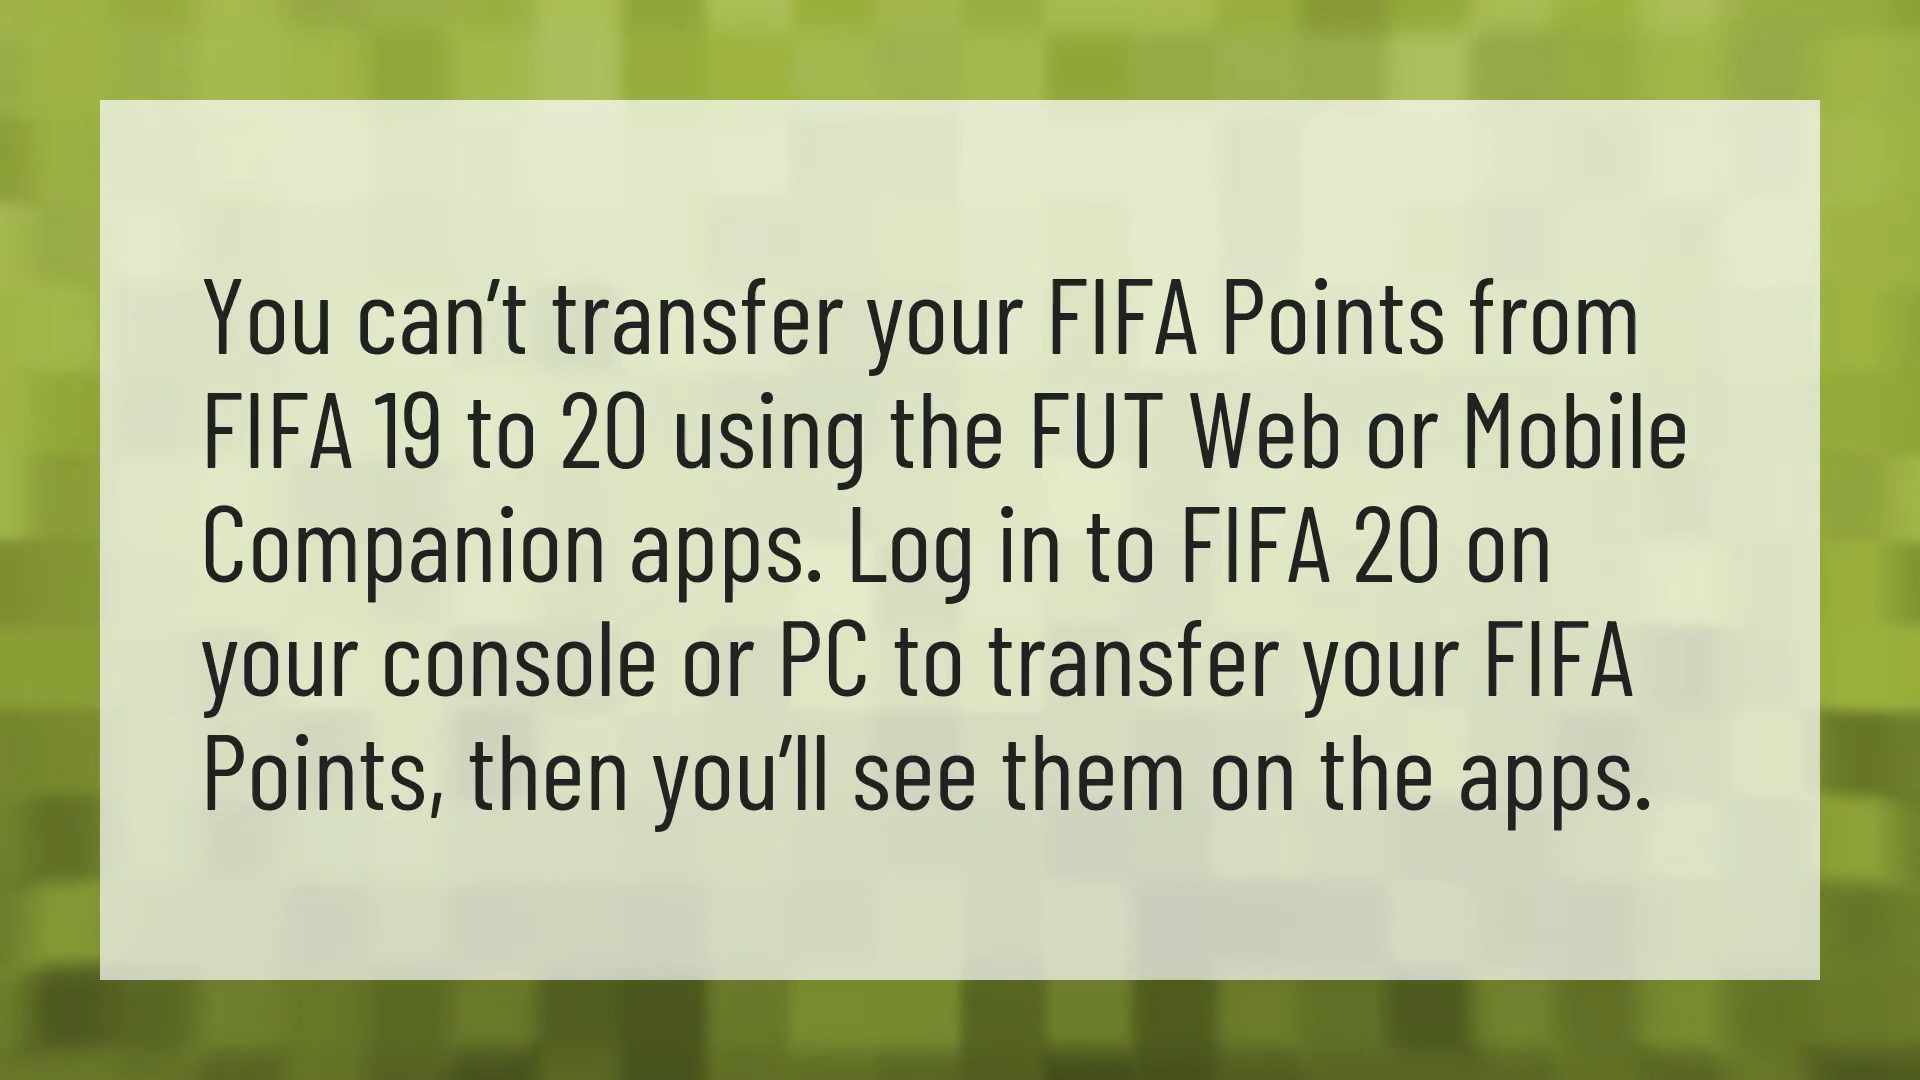 You can’t transfer your FIFA Points from
FIFA 19 to 20 using the FUT Web or Mobile
Companion apps. Log in to FIFA 20 on
your console or PC to transfer your FIFA
Points, then you’ll see them on the apps.